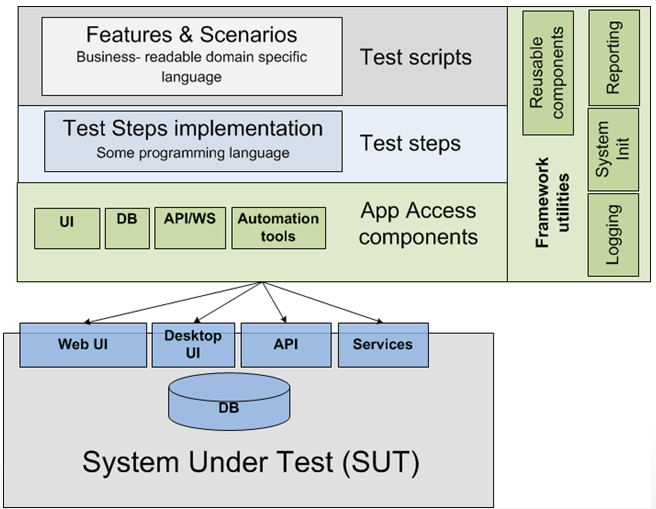 Features & Scenarios
Business- readable domain specific
language
Test scripts
Test Steps implementation
Some programming language
Test steps
UI
DB
API/WS
Automation
tools
App Access
components
Reusable
components
Reporting
System
Init
Framework
utilities
Logging
Web UI
Desktop
UI
API
Services
DB
System Under Test (SUT)